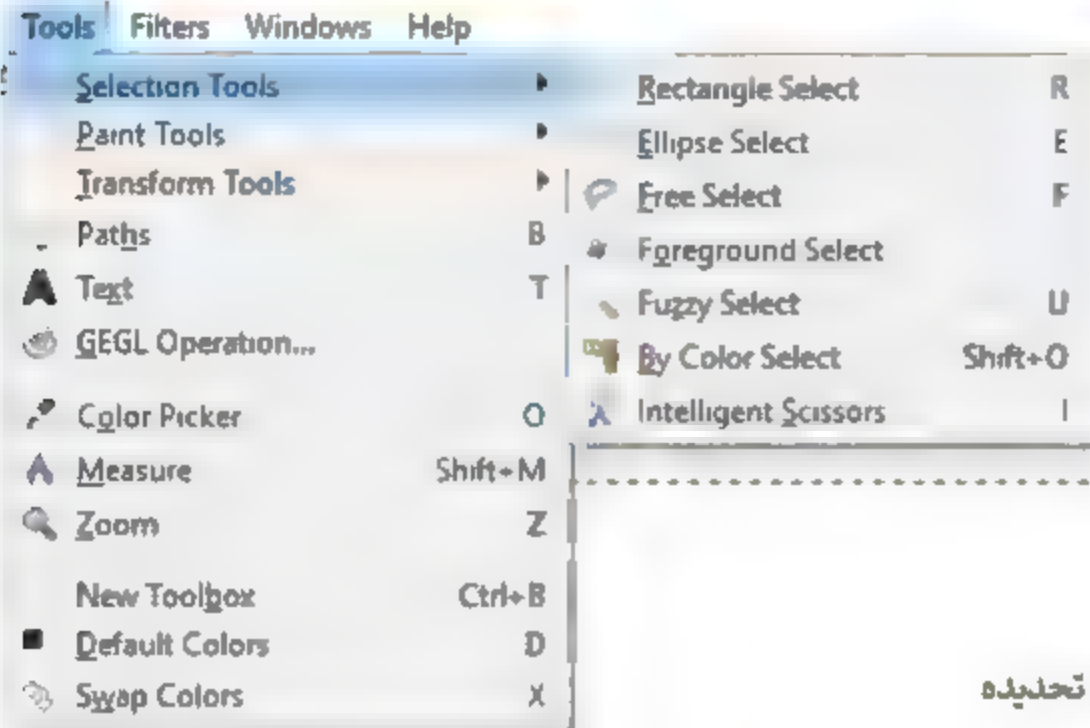 Tools Filters Windows Help
Selection Tools
Paint Tools
Transform Tools
Paths B
Text T
GEGL Operation...
Color Picker O
Measure Shift+M
Zoom Z
New Toolbox Ctrl+B
Default Colors D
Swap Colors X
Rectangle Select R
Ellipse Select E
Free Select F
Foreground Select
Fuzzy Select U
By Color Select Shift+O
Intelligent Scissors I
تحديده